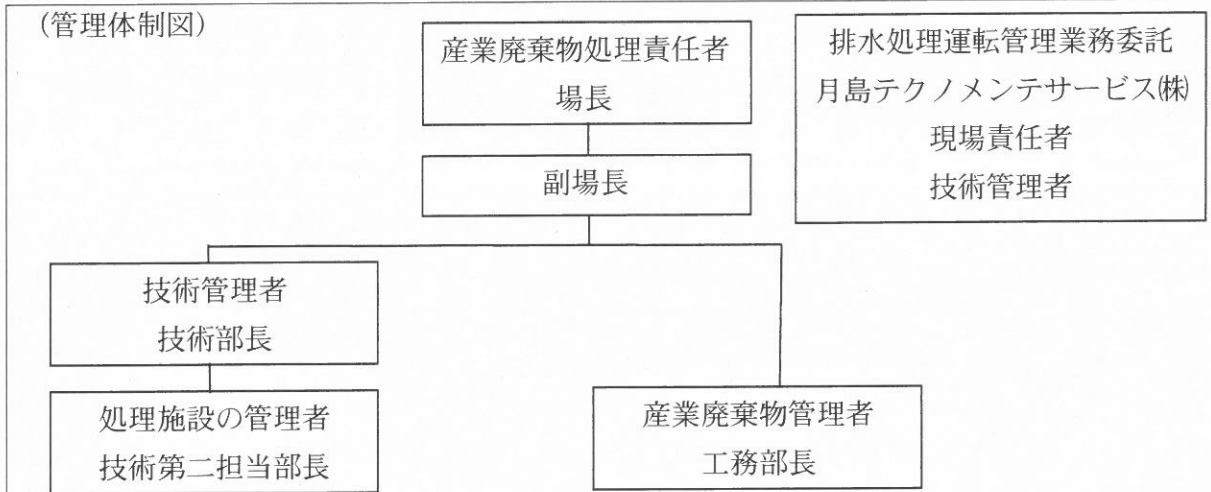 (管理体制図)
産業廃棄物処理責任者
場長
排水処理運転管理業務委託
月島テクノメンテサービス㈱
現場責任者
技術管理者
副場長
技術管理者
技術部長
処理施設の管理者
技術第二担当部長
産業廃棄物管理者
工務部長